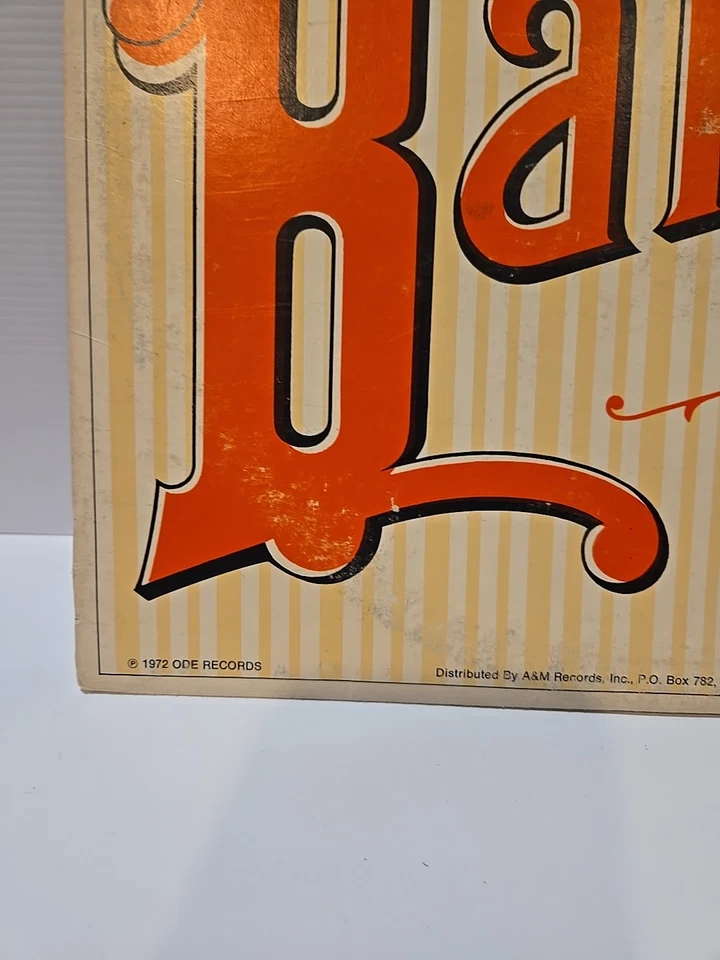 Ba
℗ 1972 ODE RECORDS
Distributed By A&M Records, Inc., P.O. Box 782,